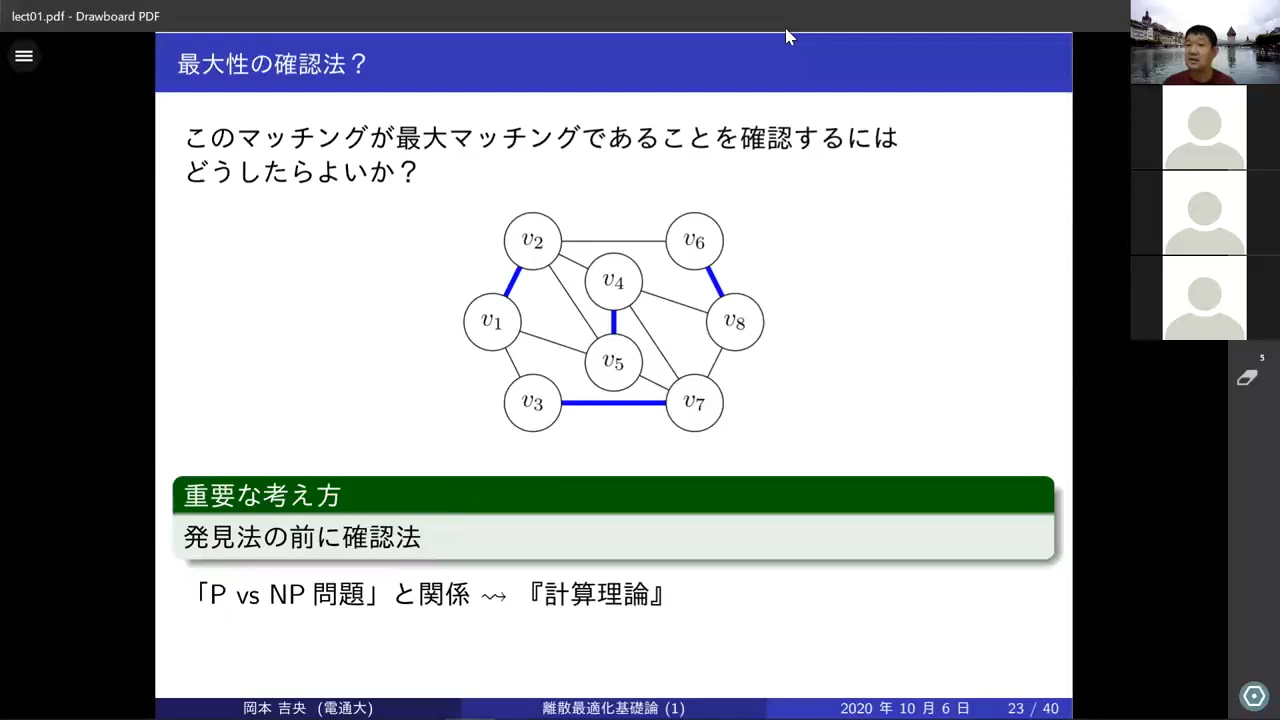 lect01.pdf - Drawboard PDF
最大性の確認法？
このマッチングが最大マッチングであることを確認するには
どうしたらよいか？
v2
v6
v4
v1
v8
v5
v3
v7
5
重要な考え方
発見法の前に確認法
「P vs NP 問題」と関係 ⇝ 『計算理論』
岡本 吉央 (電通大)
離散最適化基礎論 (1)
2020 年 10 月 6 日
23 / 40